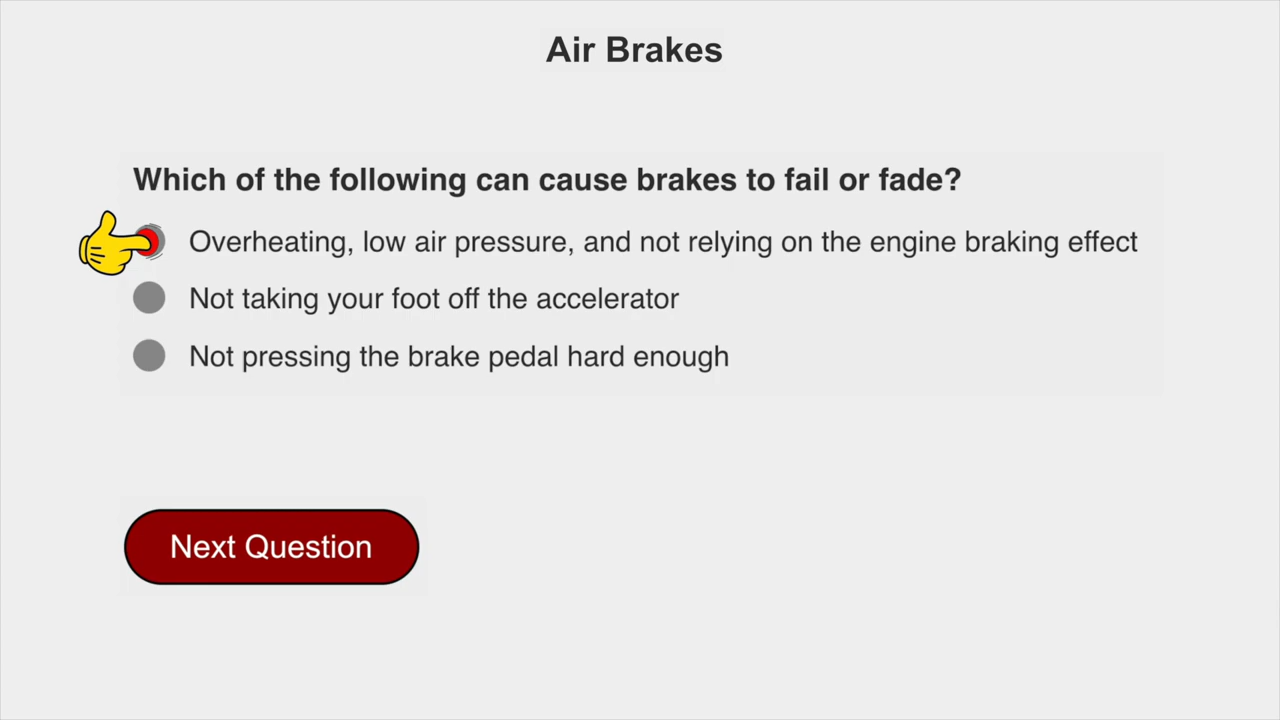 Air Brakes
Which of the following can cause brakes to fail or fade?
Overheating, low air pressure, and not relying on the engine braking effect
Not taking your foot off the accelerator
Not pressing the brake pedal hard enough
Next Question